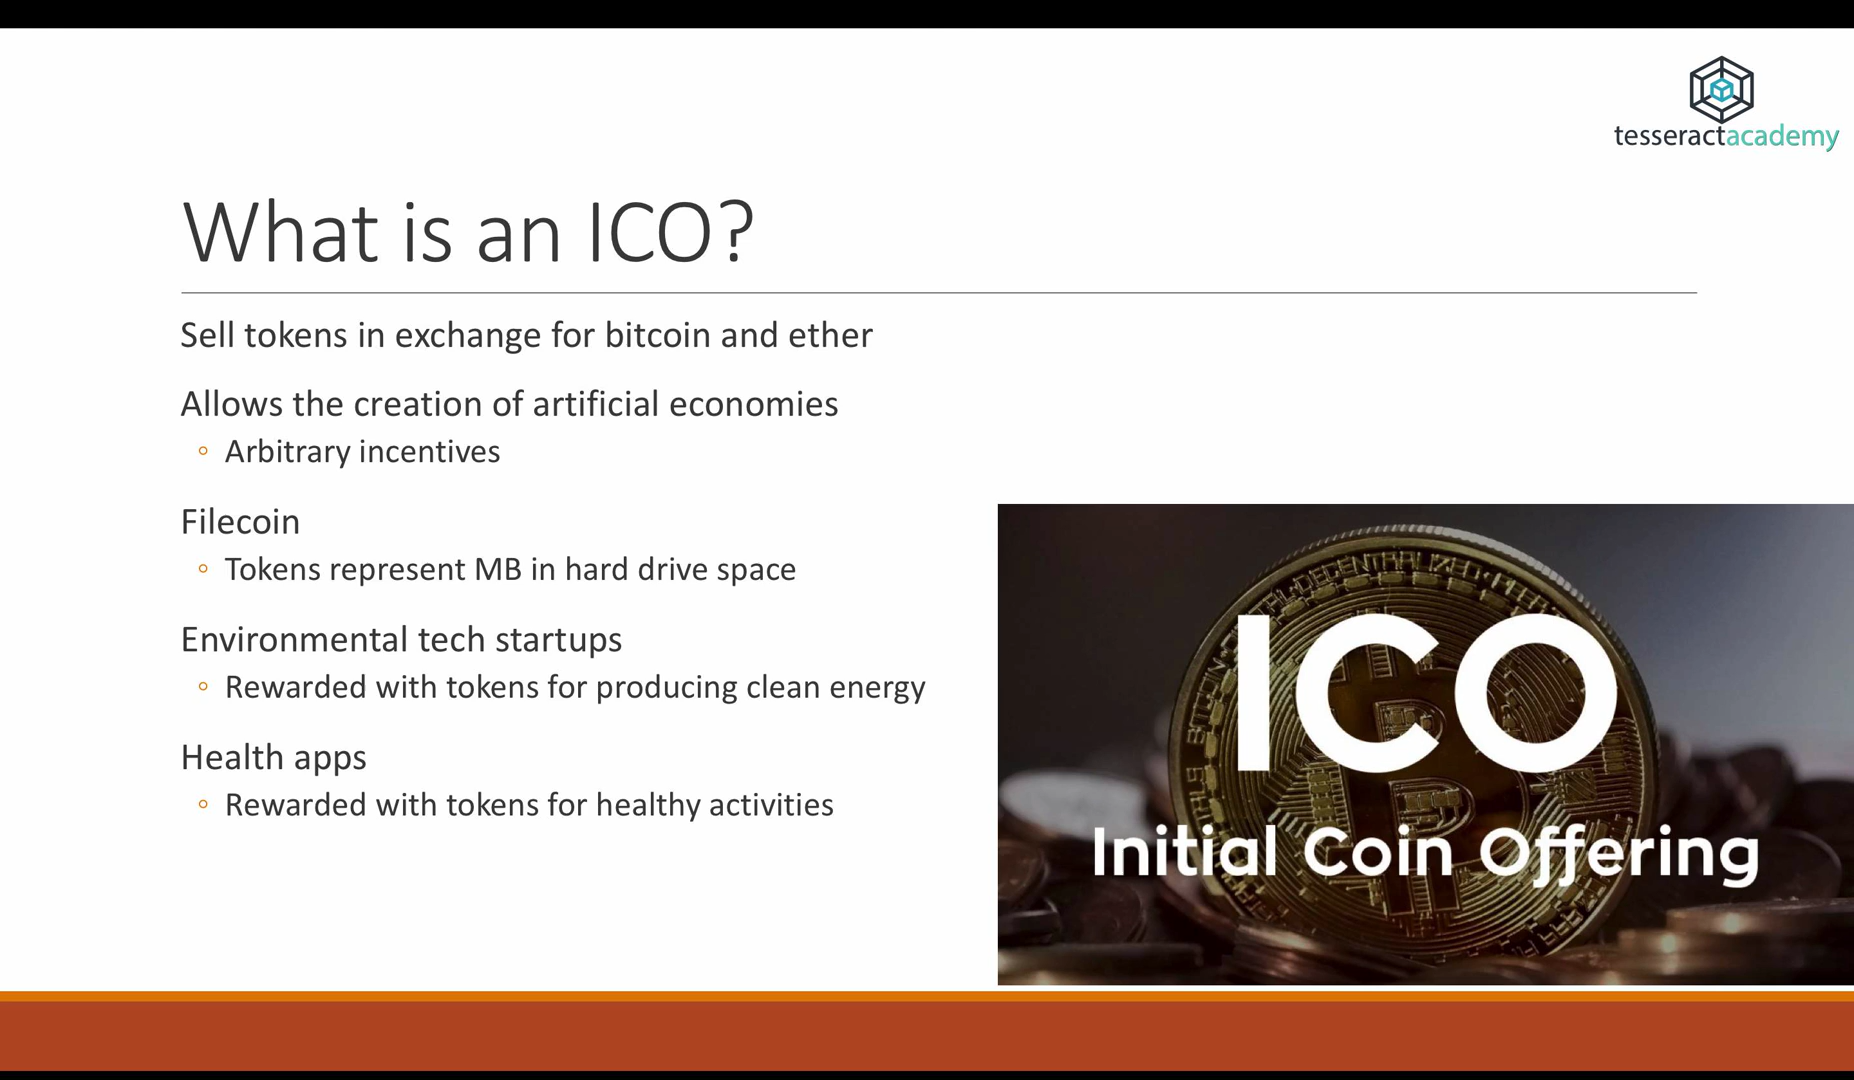 tesseractacademy
What is an ICO?
Sell tokens in exchange for bitcoin and ether
Allows the creation of artificial economies
◦ Arbitrary incentives
Filecoin
◦ Tokens represent MB in hard drive space
Environmental tech startups
◦ Rewarded with tokens for producing clean energy
Health apps
◦ Rewarded with tokens for healthy activities
DECENTRALIZED
BITCOIN
ICO
Initial Coin Offering